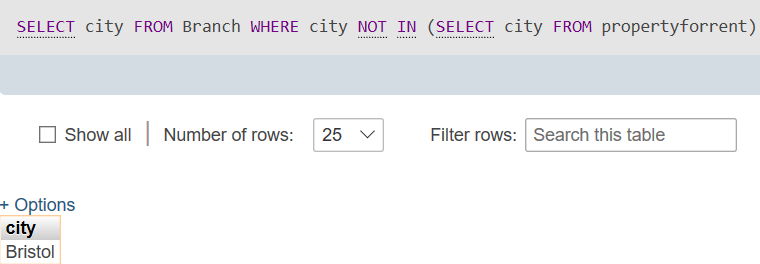 SELECT city FROM Branch WHERE city NOT IN (SELECT city FROM propertyforrent)
Show all | Number of rows: 25 Filter rows: Search this table
+ Options
city
Bristol